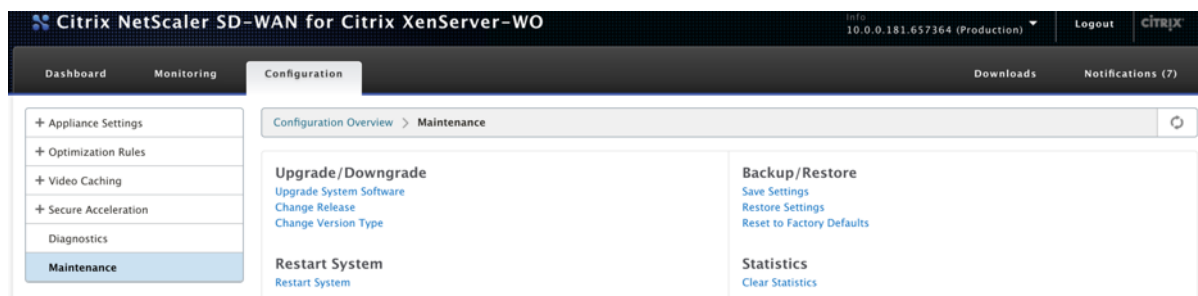 Citrix NetScaler SD-WAN for Citrix XenServer-WO
Info
10.0.0.181.657364 (Production)
Logout
CİTRIX
Dashboard
Monitoring
Configuration
Downloads
Notifications (7)
+ Appliance Settings
+ Optimization Rules
+ Video Caching
+ Secure Acceleration
Diagnostics
Maintenance
Configuration Overview > Maintenance
Upgrade/Downgrade
Upgrade System Software
Change Release
Change Version Type
Restart System
Restart System
Backup/Restore
Save Settings
Restore Settings
Reset to Factory Defaults
Statistics
Clear Statistics